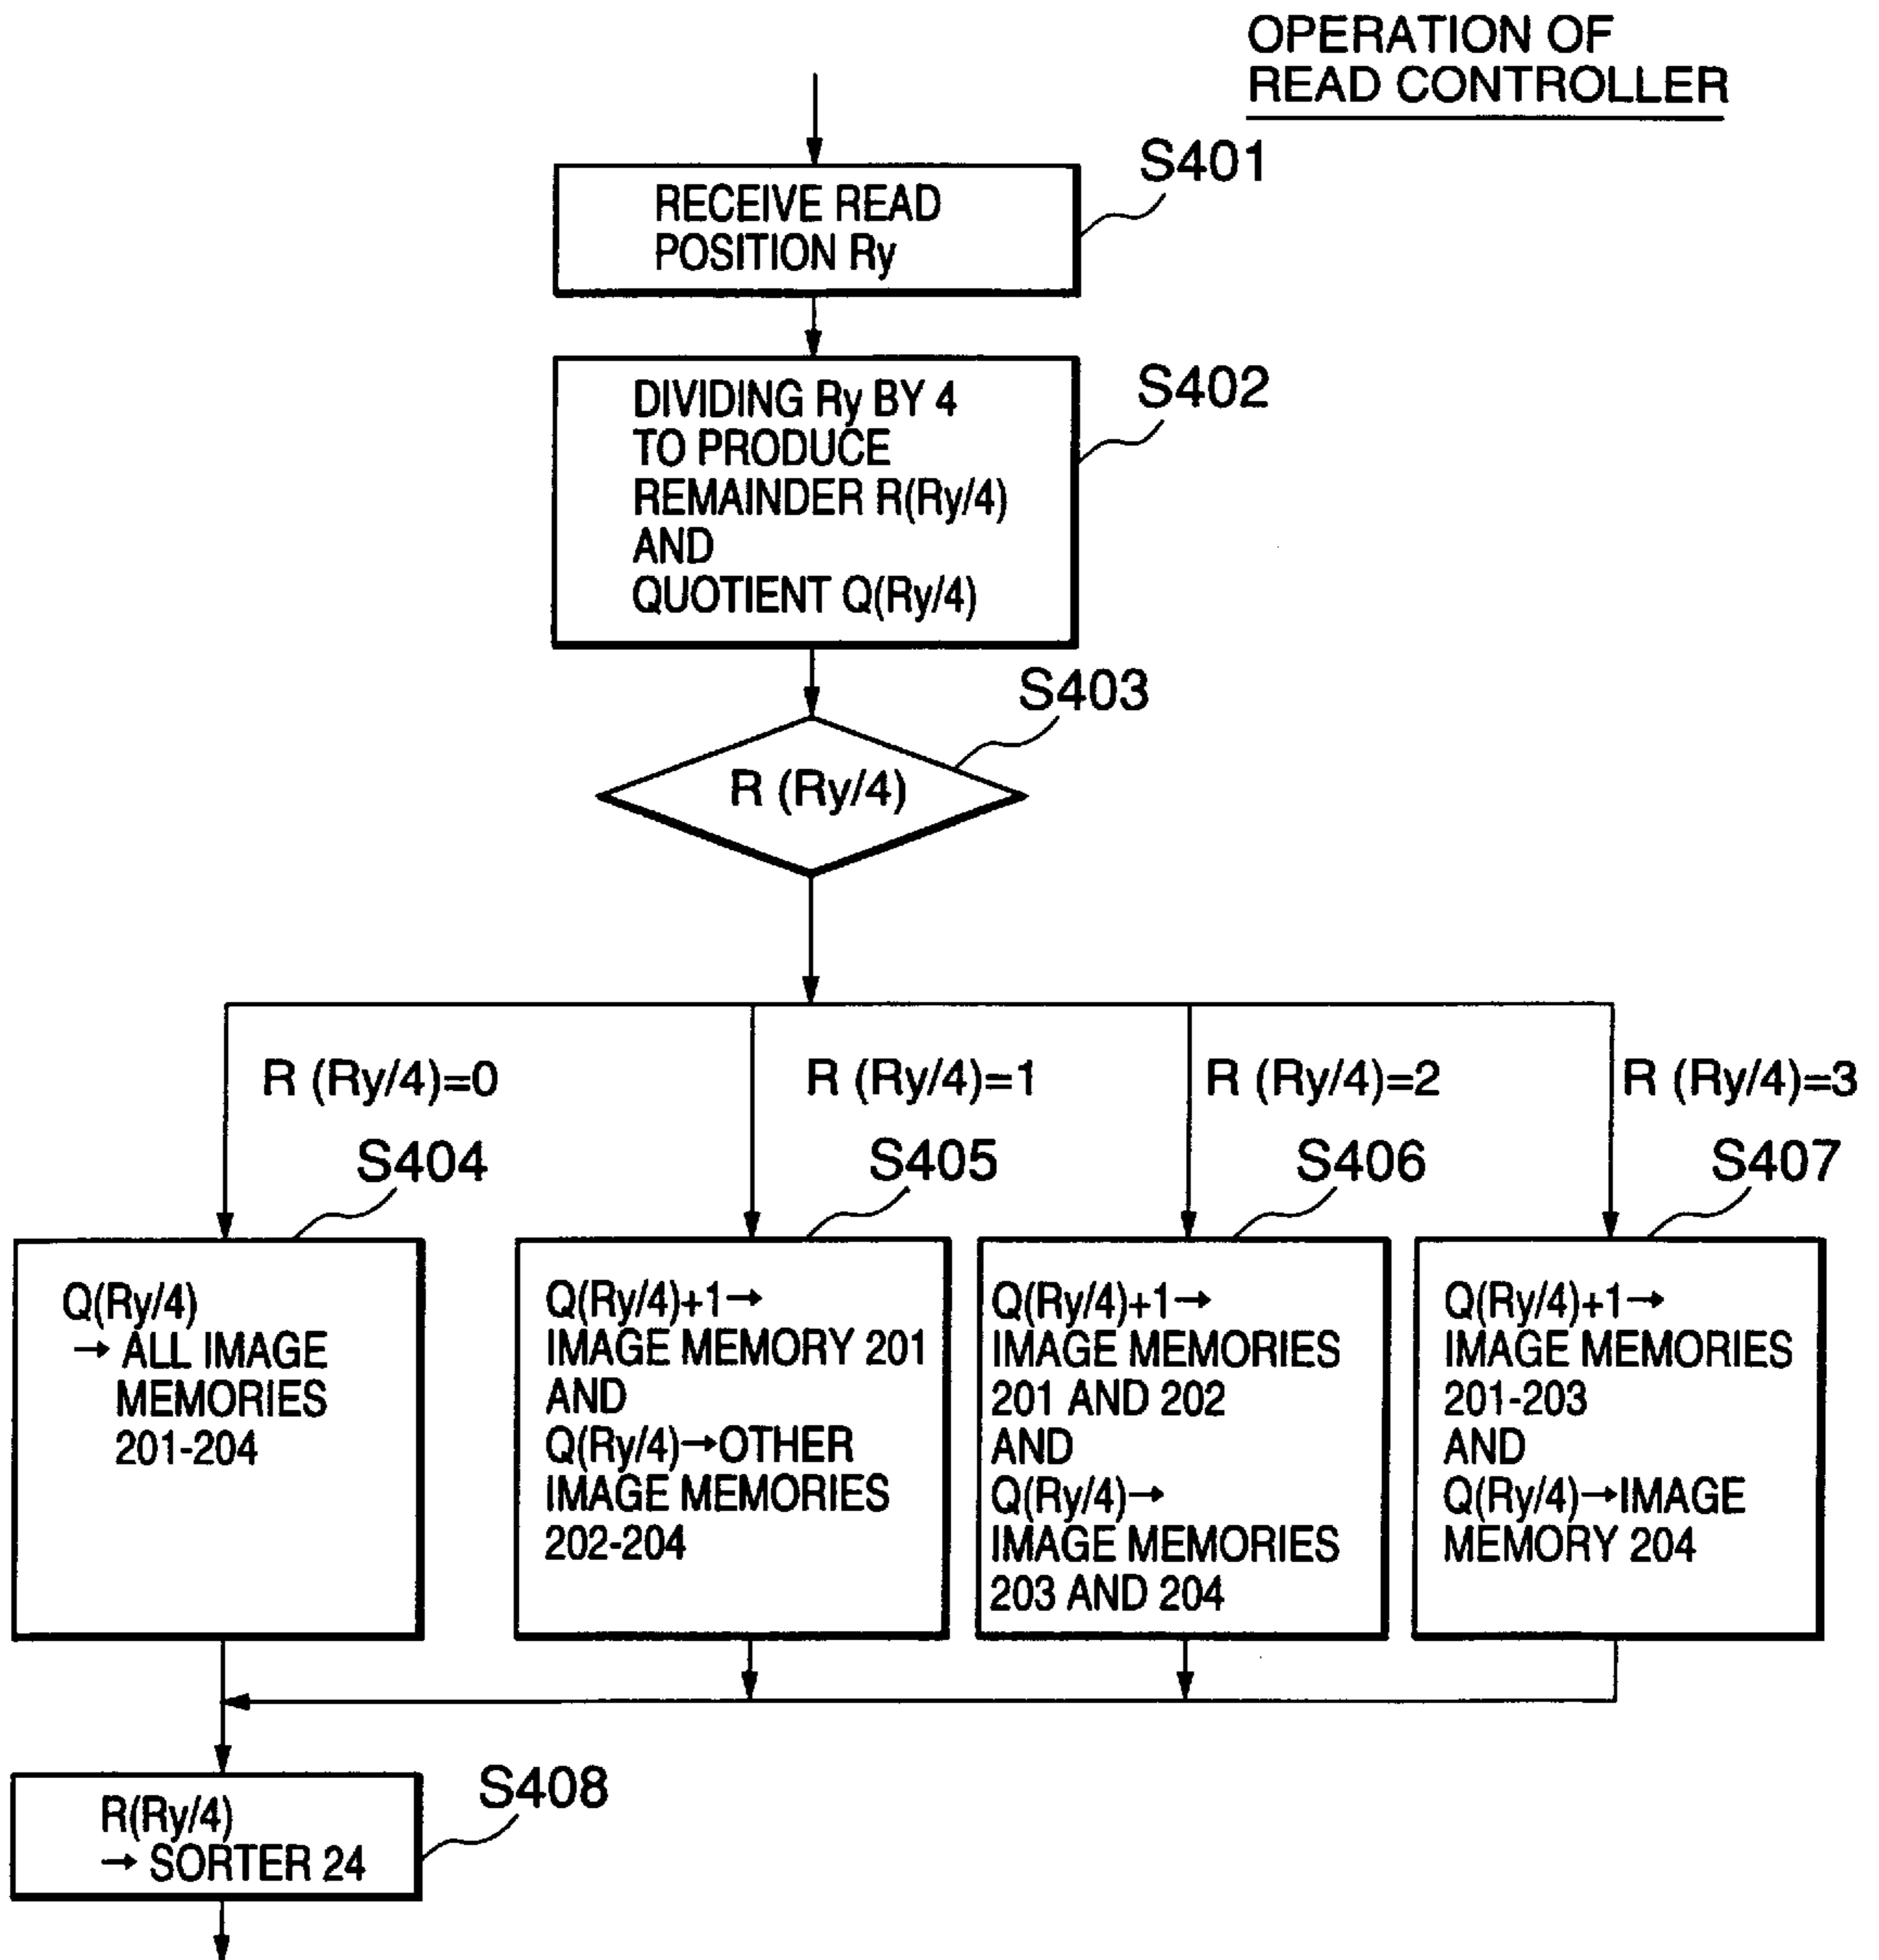 OPERATION OF
READ CONTROLLER
S401
RECEIVE READ
POSITION Ry
S402
DIVIDING Ry BY 4
TO PRODUCE
REMAINDER R(Ry/4)
AND
QUOTIENT Q(Ry/4)
S403
R (Ry/4)
R (Ry/4)=0
R (Ry/4)=1
R (Ry/4)=2
R (Ry/4)=3
S404
Q(Ry/4)
→ ALL IMAGE
MEMORIES
201-204
S405
Q(Ry/4)+1→
IMAGE MEMORY 201
AND
Q(Ry/4)→OTHER
IMAGE MEMORIES
202-204
S406
Q(Ry/4)+1→
IMAGE MEMORIES
201 AND 202
AND
Q(Ry/4)→
IMAGE MEMORIES
203 AND 204
S407
Q(Ry/4)+1→
IMAGE MEMORIES
201-203
AND
Q(Ry/4)→IMAGE
MEMORY 204
S408
R(Ry/4)
→ SORTER 24